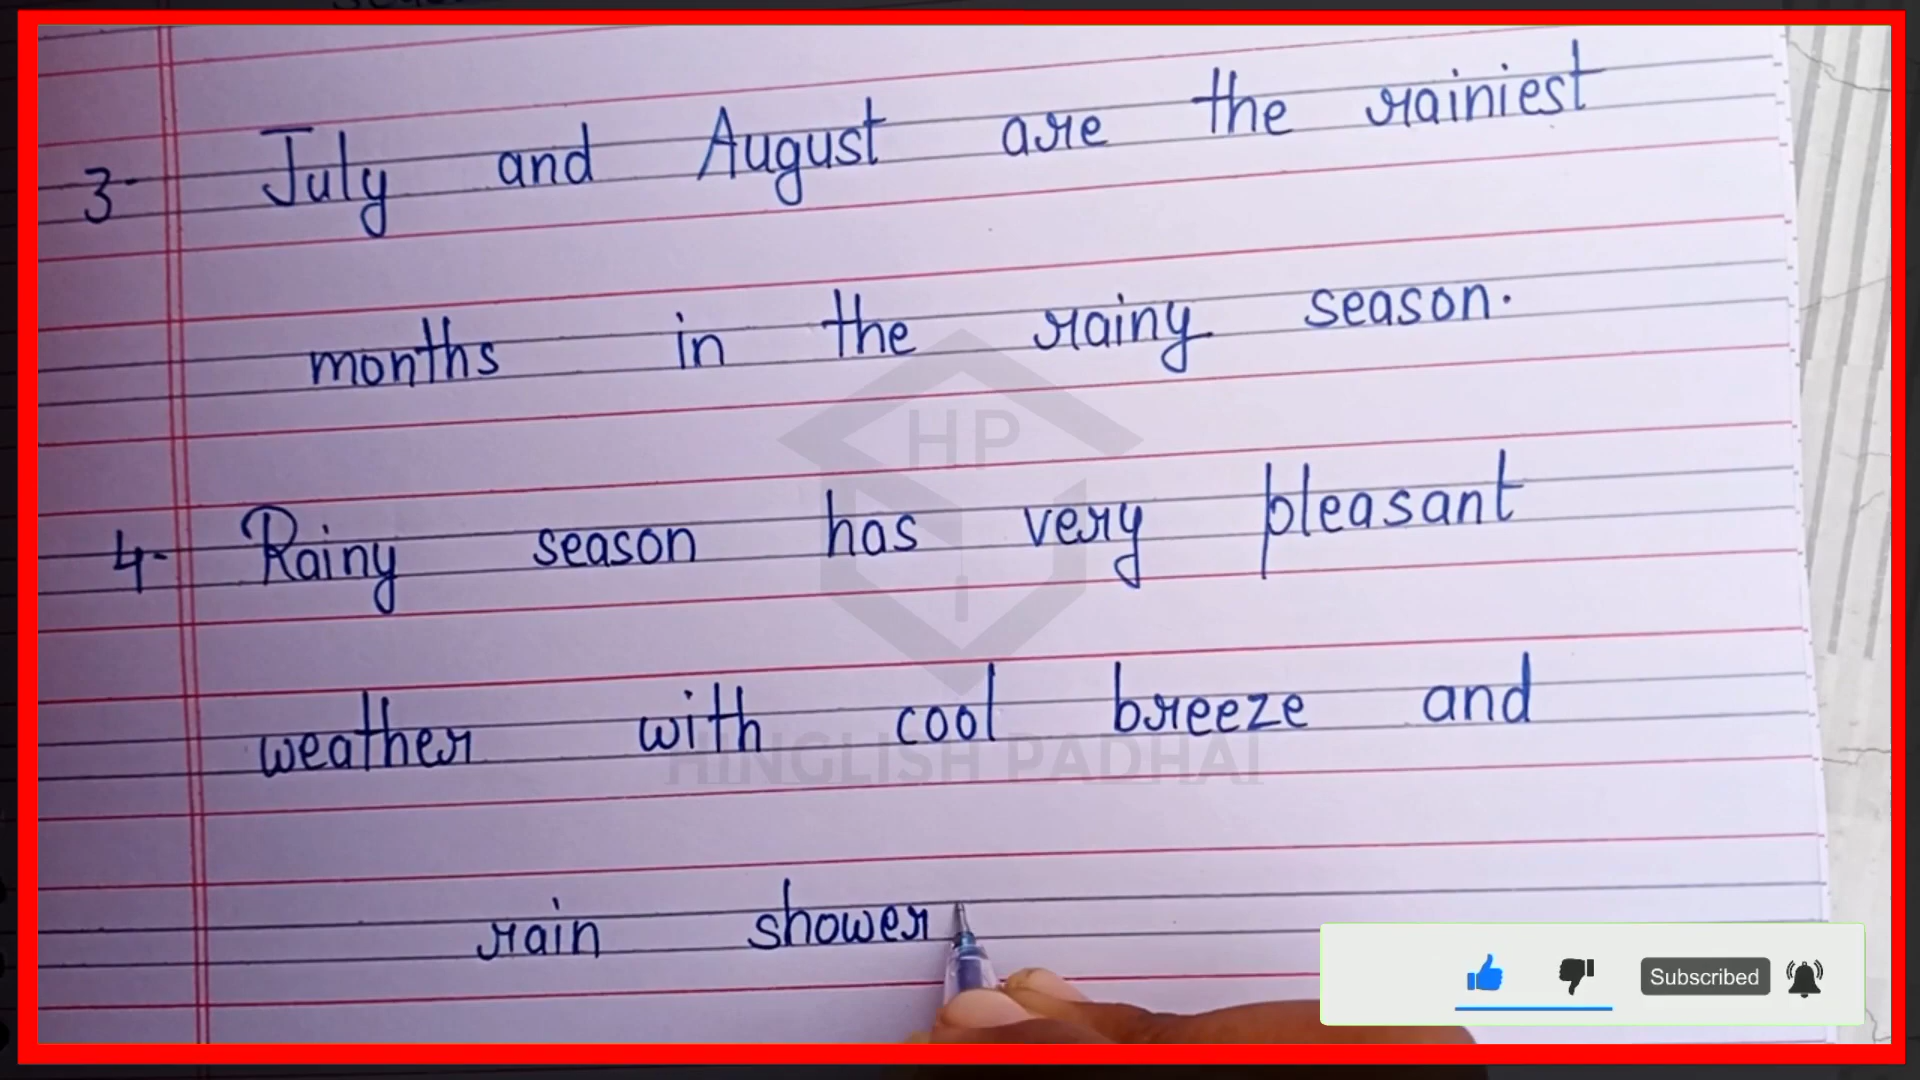 3- July and August are the rainiest
months in the rainy season.
4- Rainy season has very pleasant
weather with cool breeze and
rain shower
HP
HINGLISH PADHAI
Subscribed